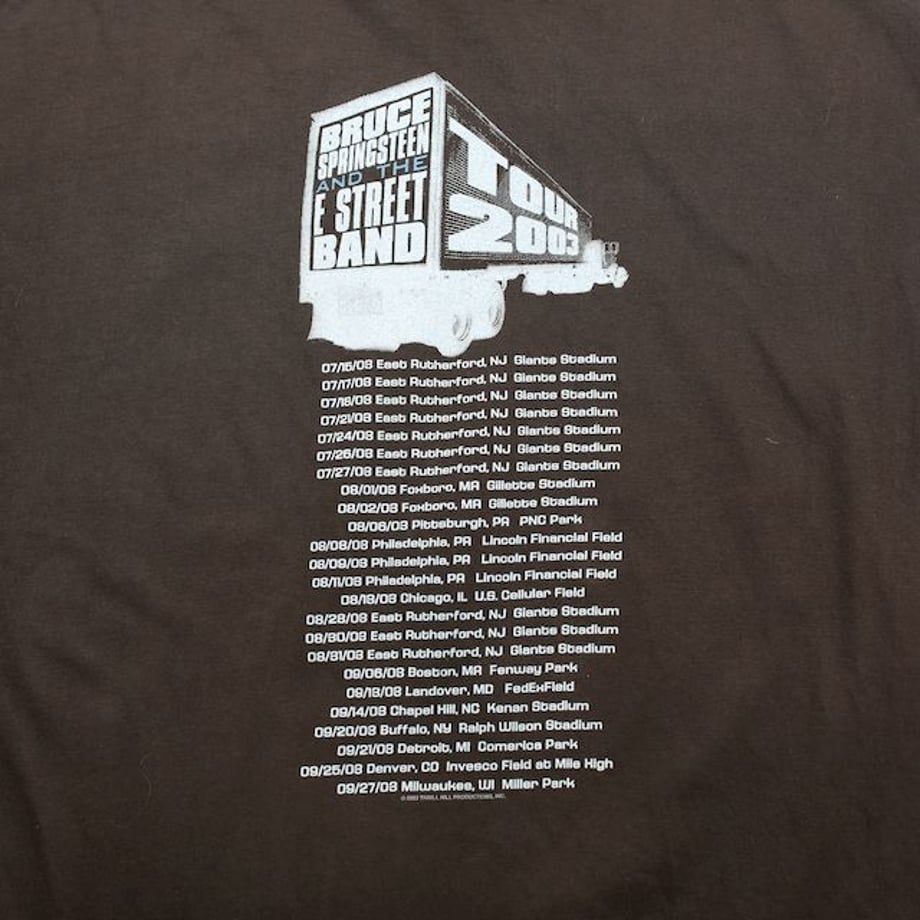 BRUCE
SPRINGSTEEN
AND THE
E STREET
BAND
TOUR
2003
07/15/03 East Rutherford, NJ Giants Stadium
07/17/03 East Rutherford, NJ Giants Stadium
07/18/03 East Rutherford, NJ Giants Stadium
07/21/03 East Rutherford, NJ Giants Stadium
07/24/03 East Rutherford, NJ Giants Stadium
07/26/03 East Rutherford, NJ Giants Stadium
07/27/03 East Rutherford, NJ Giants Stadium
08/01/03 Foxboro, MA Gillette Stadium
08/02/03 Foxboro, MA Gillette Stadium
08/06/03 Pittsburgh, PA PNC Park
08/08/03 Philadelphia, PA Lincoln Financial Field
08/09/03 Philadelphia, PA Lincoln Financial Field
08/11/03 Philadelphia, PA Lincoln Financial Field
08/13/03 Chicago, IL U.S. Cellular Field
08/28/03 East Rutherford, NJ Giants Stadium
08/30/03 East Rutherford, NJ Giants Stadium
08/31/03 East Rutherford, NJ Giants Stadium
09/06/03 Boston, MA Fenway Park
09/13/03 Landover, MD FedExField
09/14/03 Chapel Hill, NC Kenan Stadium
09/20/03 Buffalo, NY Ralph Wilson Stadium
09/21/03 Detroit, MI Comerica Park
09/25/03 Denver, CO Invesco Field at Mile High
09/27/03 Milwaukee, WI Miller Park
© 2003 THRILL HILL PRODUCTIONS, INC.